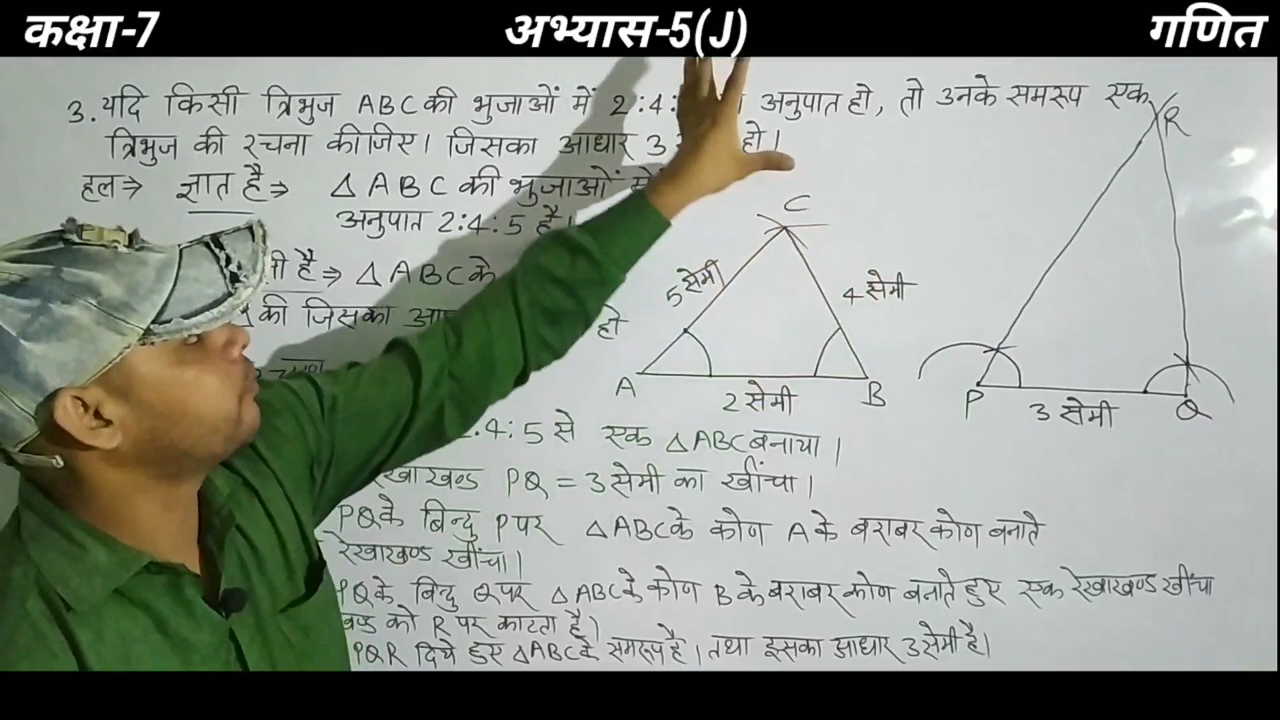 कक्षा-7
अभ्यास-5(J)
गणित
3. यदि किसी त्रिभुज ABC की भुजाओं में 2:4: अनुपात हो, तो उनके समरूप एक
त्रिभुज की रचना कीजिए। जिसका आधार 3 हो।
हल⇒ ज्ञात है⇒ △ABC की भुजाओं में
अनुपात 2:4:5 है।
है⇒ △ABC के
की जिसका हो
2:4:5 से एक △ABC बनाया।
रेखाखण्ड PQ = 3 सेमी का खींचा।
PQ के बिन्दु P पर △ABC के कोण A के बराबर कोण बनाते
रेखाखण्ड खींचा।
PQ के बिन्दु Q पर △ABC के कोण B के बराबर कोण बनाते हुए एक रेखाखण्ड खींचा
को R पर काटता है।
PQR दिये हुए △ABC के समरूप है। तथा इसका आधार 3 सेमी है।
C
5 सेमी
4 सेमी
A
2 सेमी
B
R
P
3 सेमी
Q